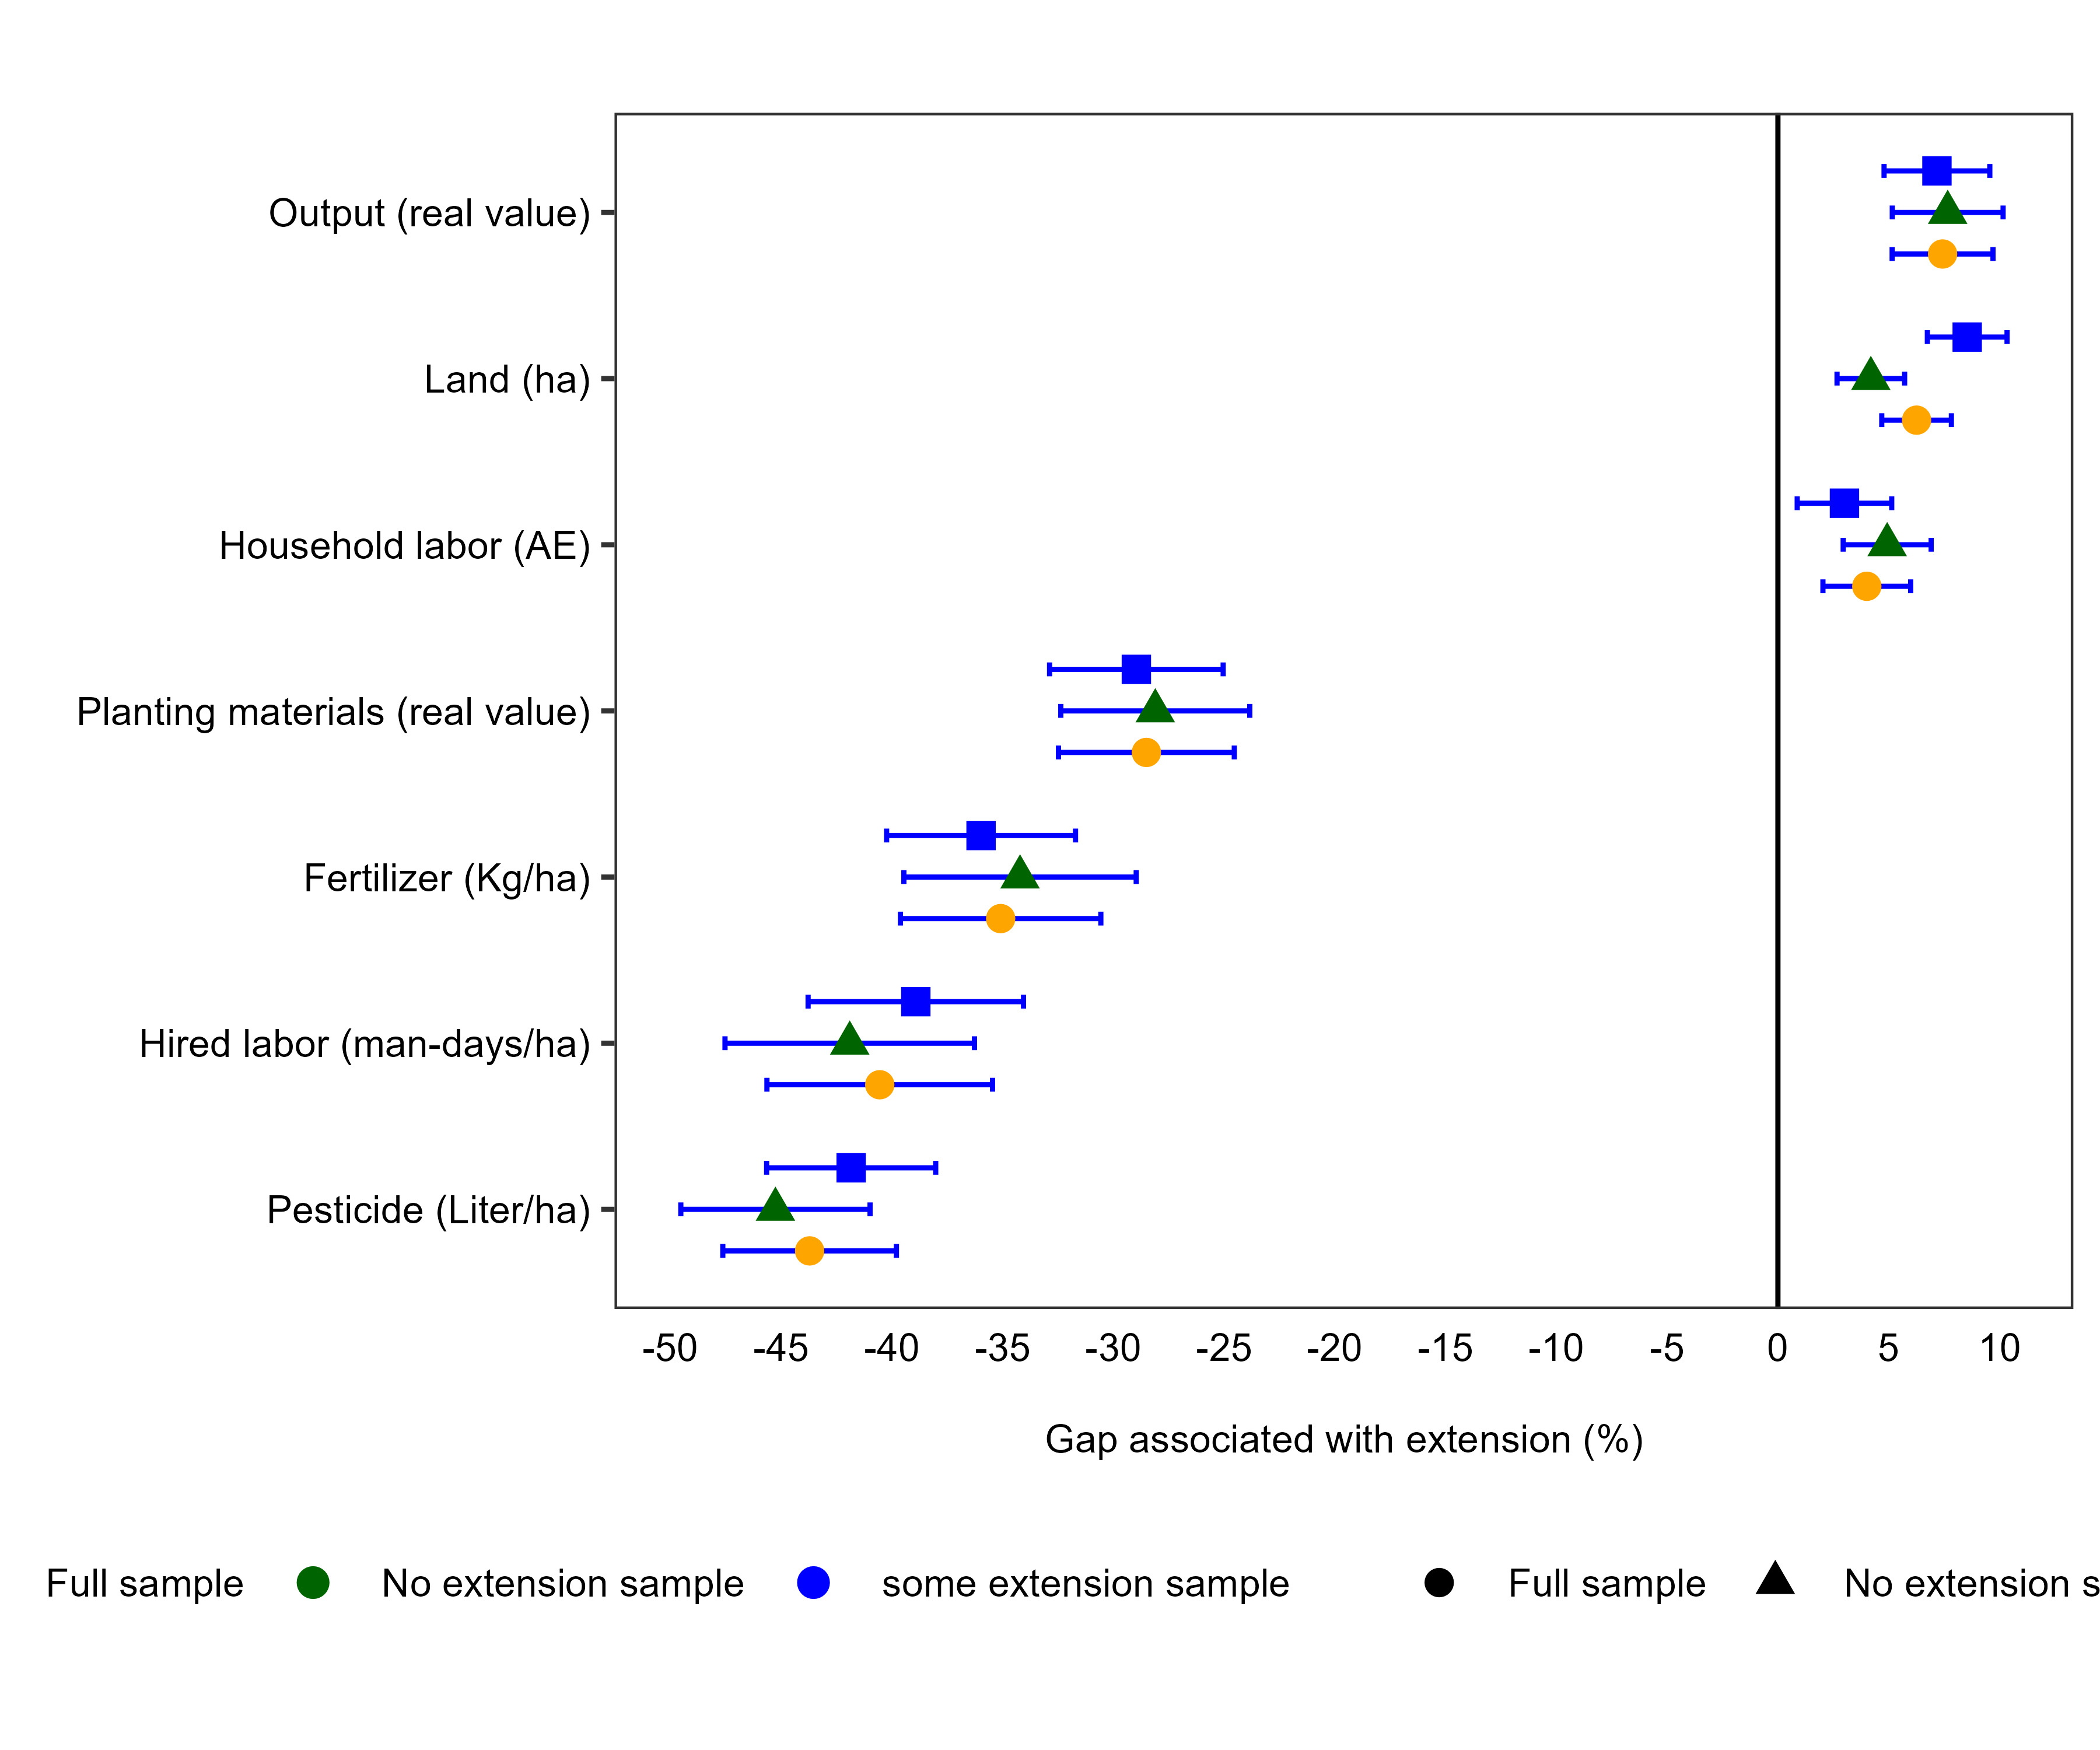 Output (real value)
Land (ha)
Household labor (AE)
Planting materials (real value)
Fertilizer (Kg/ha)
Hired labor (man-days/ha)
Pesticide (Liter/ha)
-50 -45 -40 -35 -30 -25 -20 -15 -10 -5 0 5 10
Gap associated with extension (%)
Full sample No extension sample some extension sample Full sample No extension s